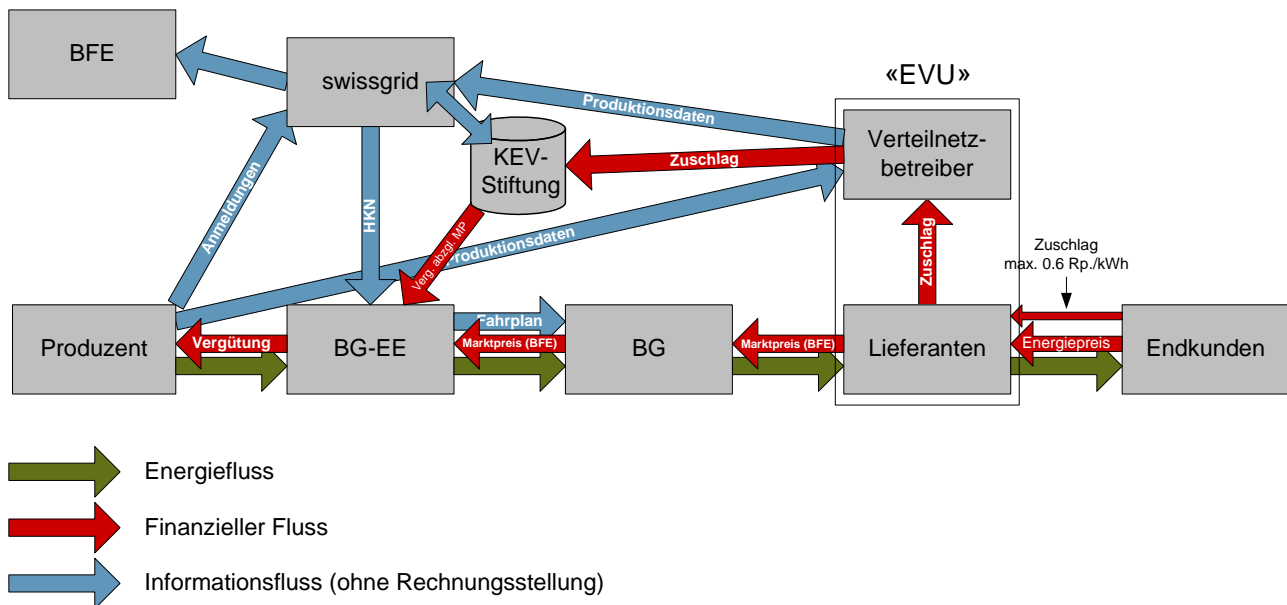 BFE
swissgrid
«EVU»
Produktionsdaten
Verteilnetz-
betreiber
KEV-
Stiftung
Zuschlag
Anmeldungen
HKN
Verg. abzgl. MP
Produktionsdaten
Zuschlag
Zuschlag
max. 0.6 Rp./kWh
Produzent
Vergütung
BG-EE
Fahrplan
Marktpreis (BFE)
BG
Marktpreis (BFE)
Lieferanten
Energiepreis
Endkunden
Energiefluss
Finanzieller Fluss
Informationsfluss (ohne Rechnungsstellung)